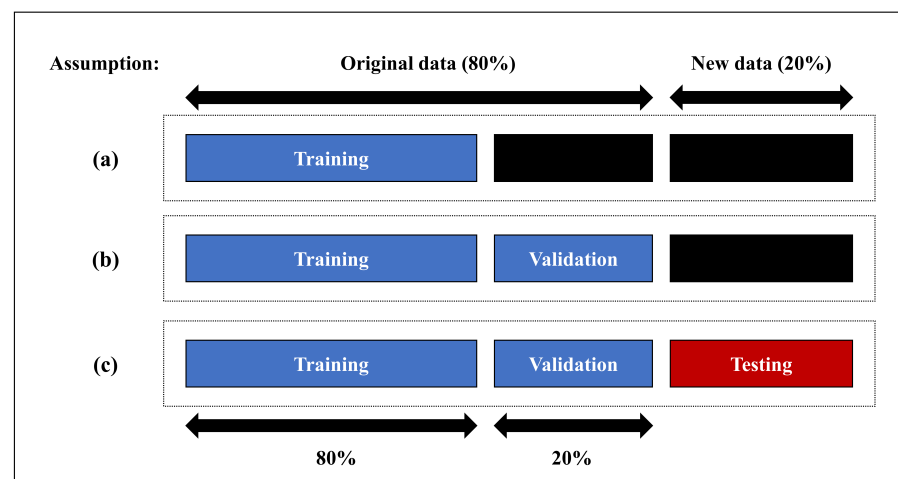 Assumption: Original data (80%) New data (20%)
(a) Training
(b) Training Validation
(c) Training Validation Testing
80% 20%